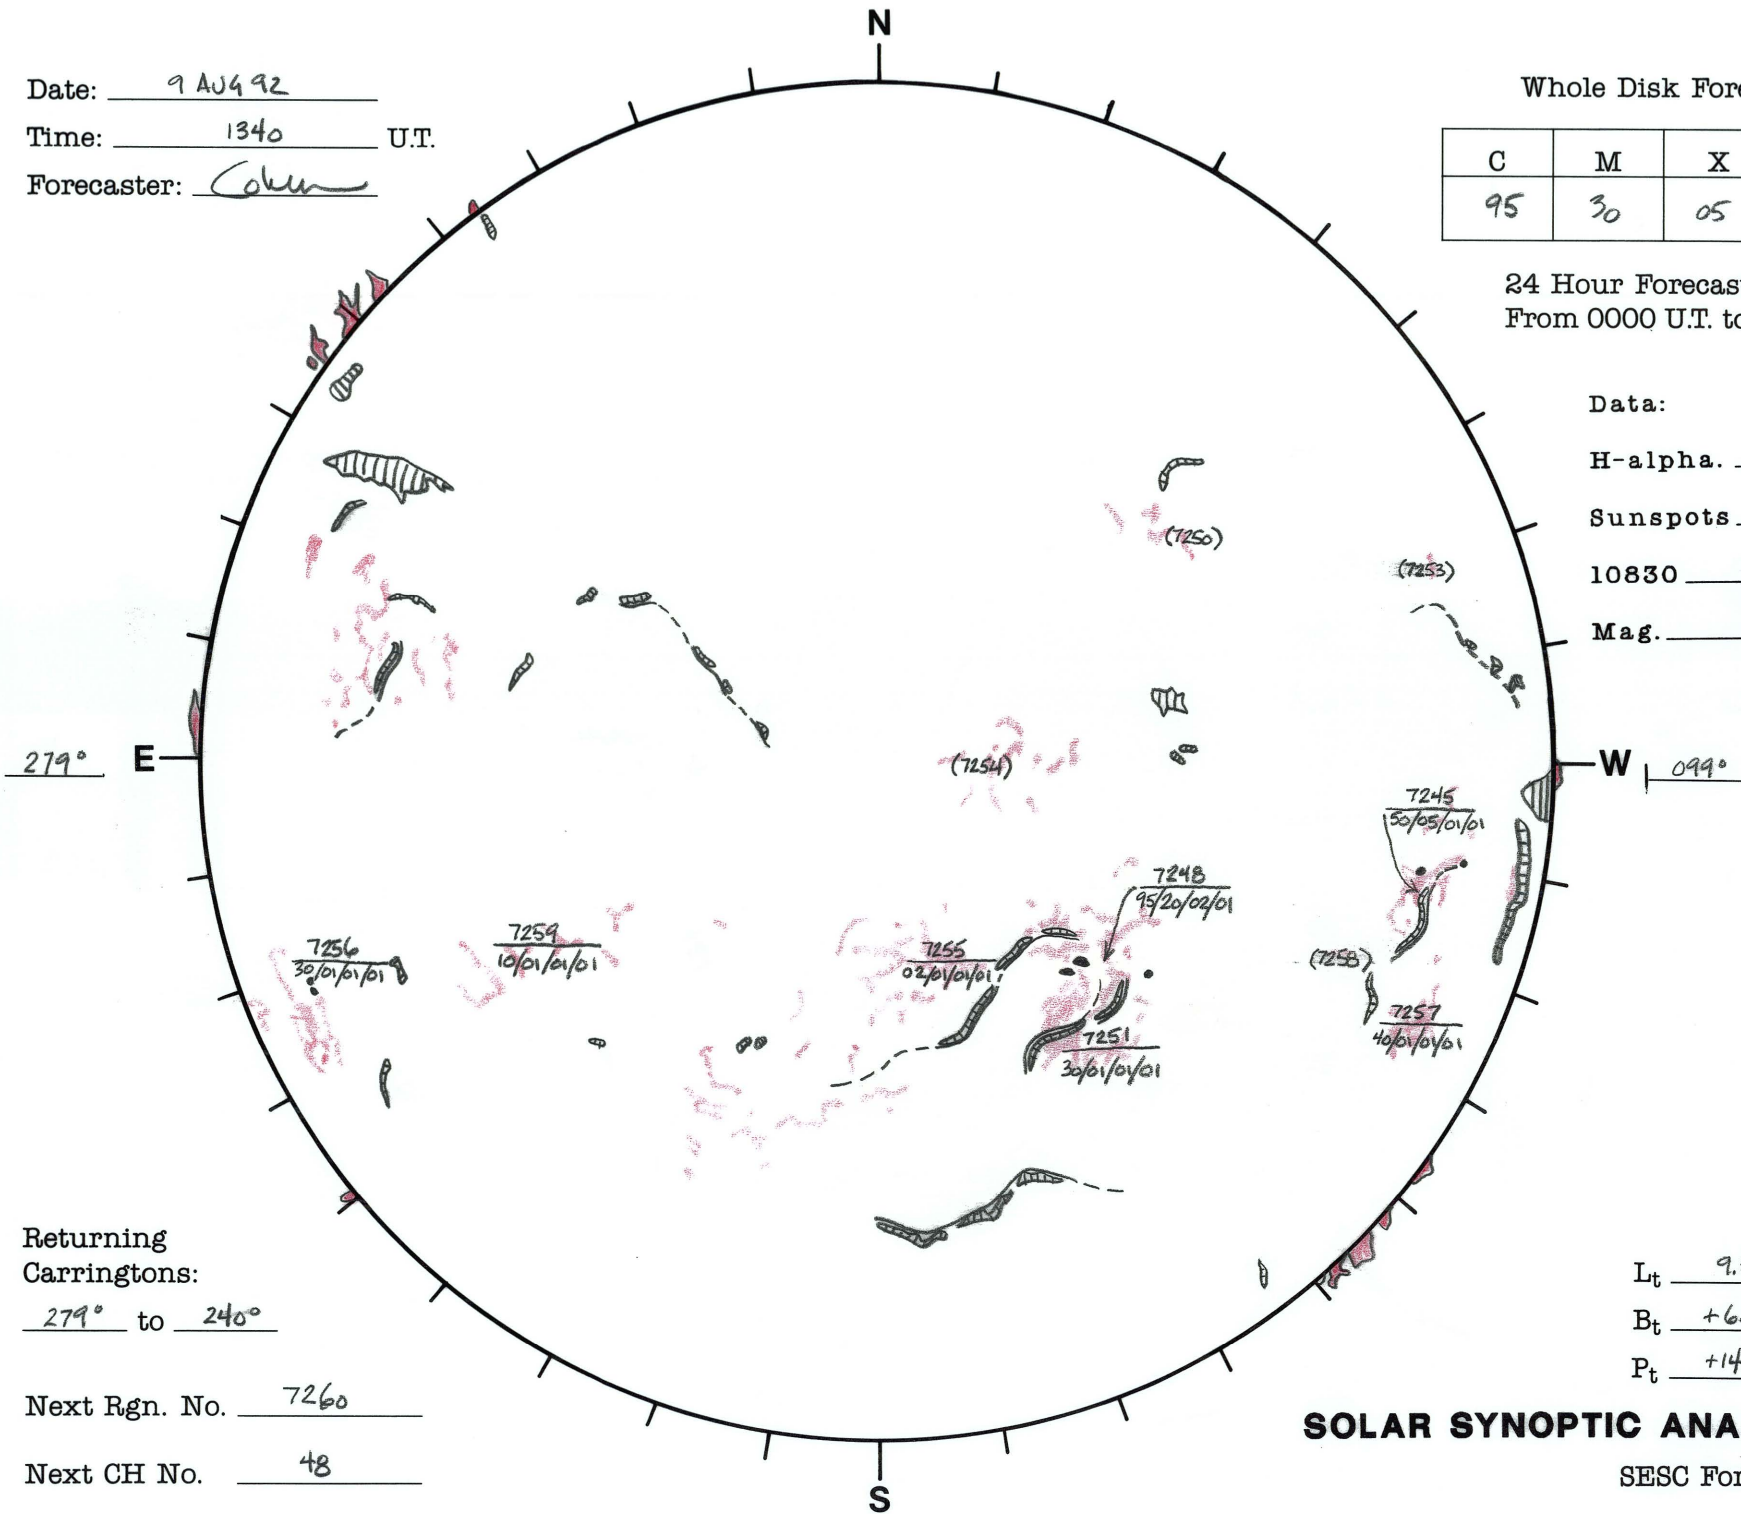 N
Date: 9 AUG 92
Time: 1340 U.T.
Forecaster:
Whole Disk Fore
C M X
95 30 05
24 Hour Forecas
From 0000 U.T. to
Data:
H-alpha.
Sunspots
10830
Mag.
(7250)
(7253)
279° E
(7254)
W 099°
7245
50/05/01/01
7248
95/20/02/01
7256
30/01/01/01
7259
10/01/01/01
7255
02/01/01/01
(7258)
7257
40/01/01/01
7251
30/01/01/01
Returning
Carringtons:
279° to 240°
Next Rgn. No. 7260
Next CH No. 48
Lt 9.
Bt +6
Pt +14
SOLAR SYNOPTIC ANA
SESC For
S